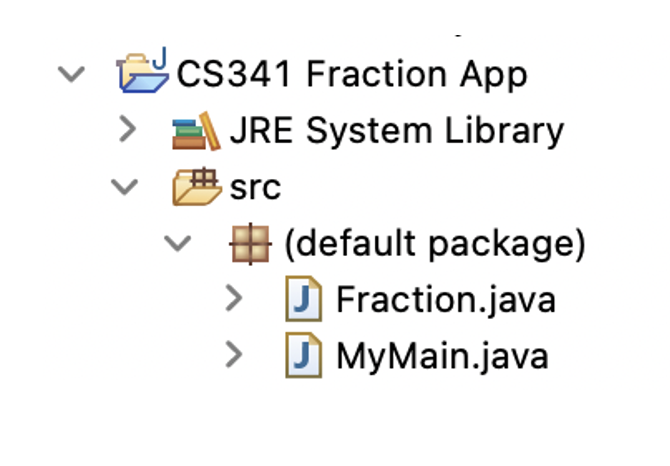 CS341 Fraction App
JRE System Library
src
(default package)
Fraction.java
MyMain.java